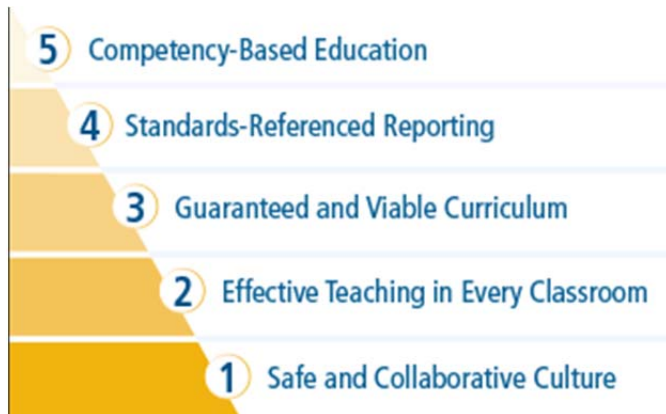 5 Competency-Based Education
4 Standards-Referenced Reporting
3 Guaranteed and Viable Curriculum
2 Effective Teaching in Every Classroom
1 Safe and Collaborative Culture